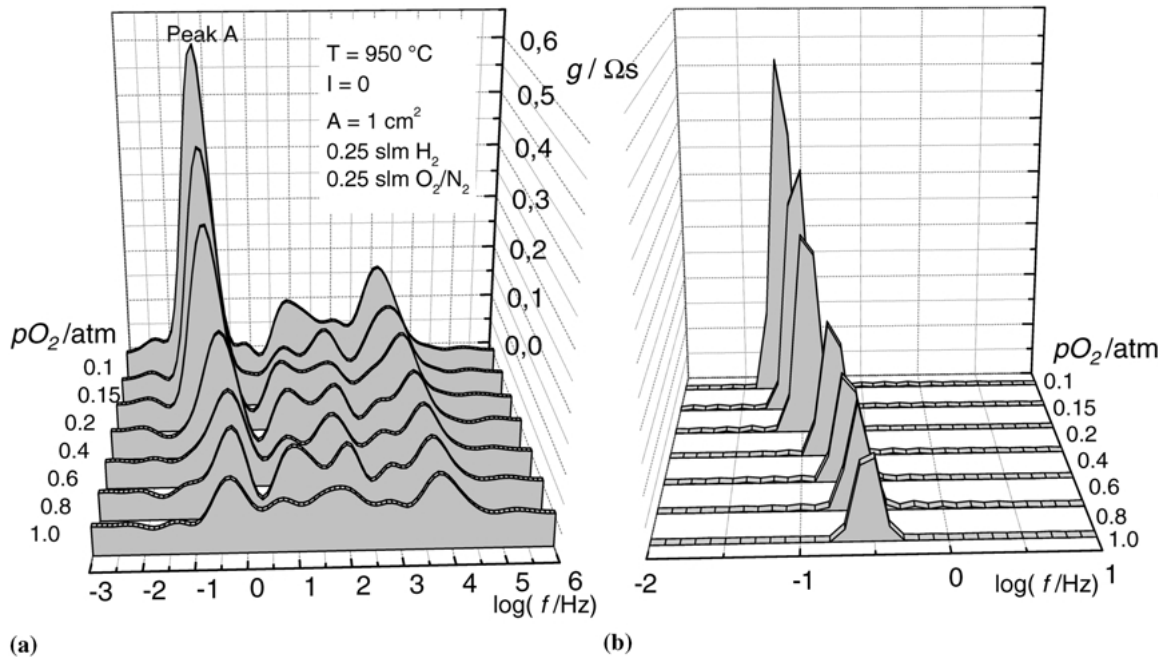 Peak A
T = 950 °C
I = 0
A = 1 cm²
0.25 slm H₂
0.25 slm O₂/N₂
0,6
0,5
0,4
0,3
0,2
0,1
0,0
g / Ωs
pO₂/atm
0.1
0.15
0.2
0.4
0.6
0.8
1.0
-3 -2 -1 0 1 2 3 4 5 6
log( f /Hz)
(a)
pO₂/atm
0.1
0.15
0.2
0.4
0.6
0.8
1.0
-2 -1 0 1
log( f /Hz)
(b)